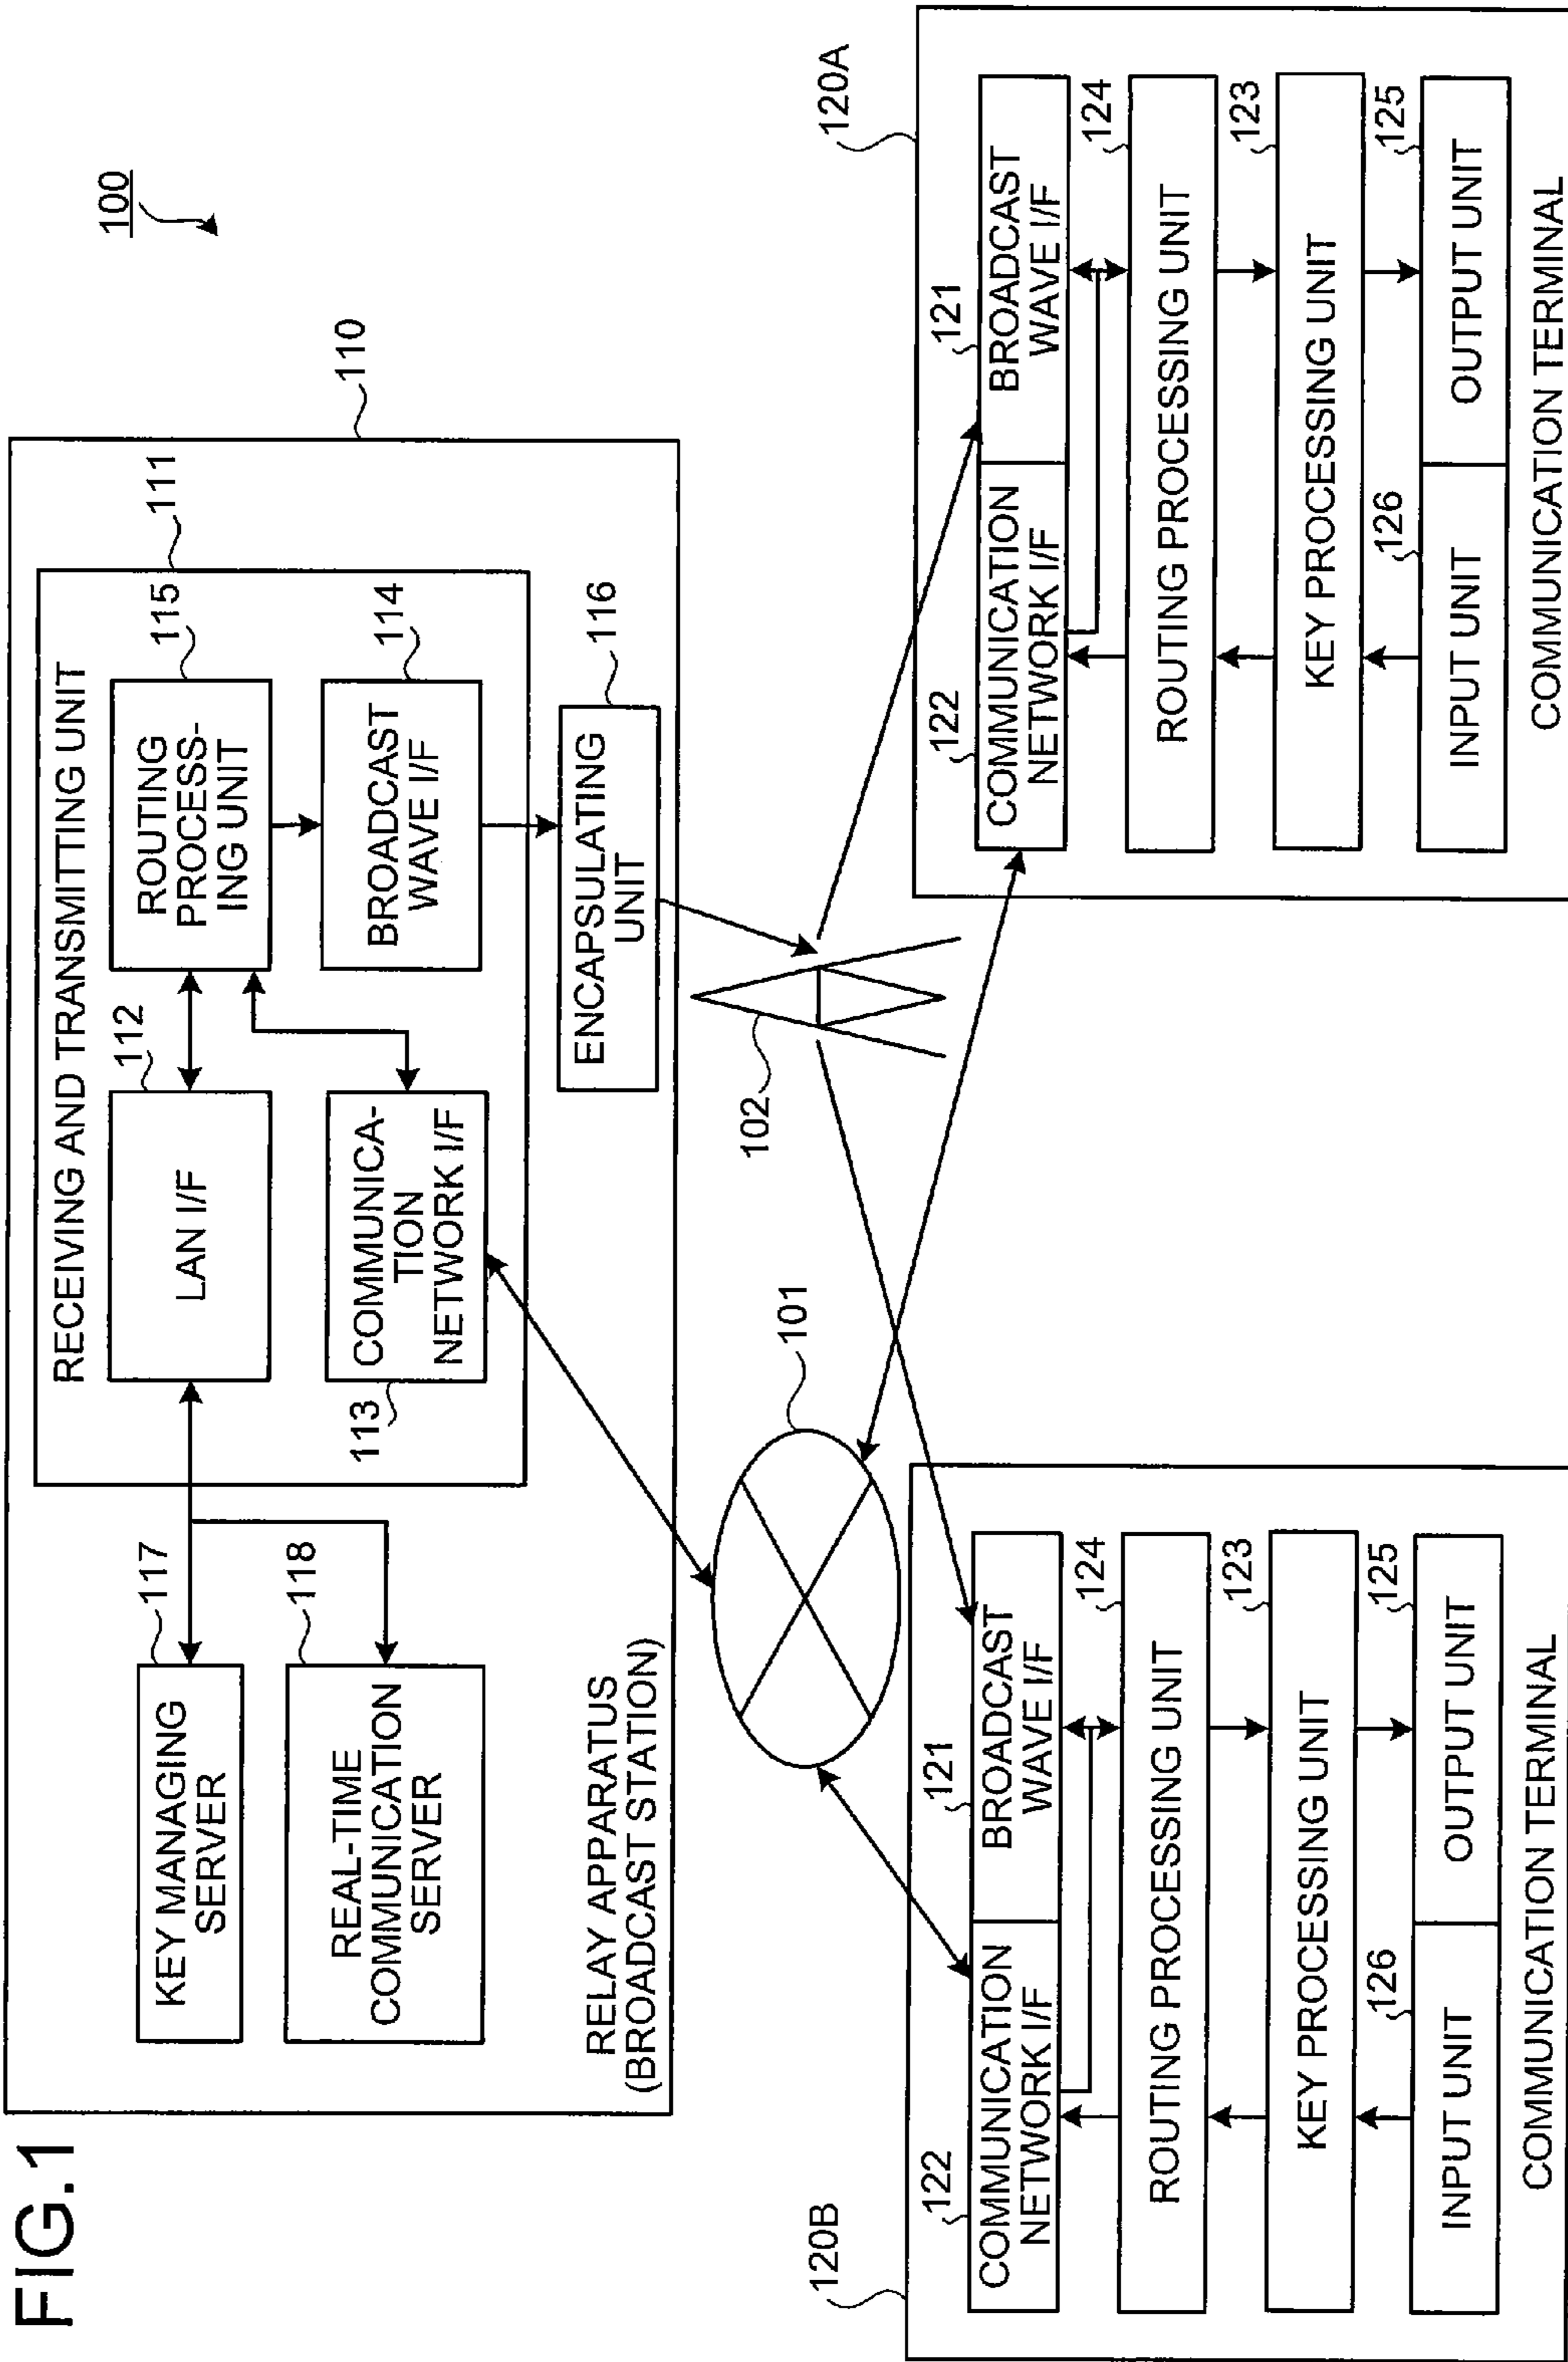 FIG.1
100
110
RECEIVING AND TRANSMITTING UNIT
111
KEY MANAGING
SERVER
117
REAL-TIME
COMMUNICATION
SERVER
118
LAN I/F
112
COMMUNICA-
TION
NETWORK I/F
113
ROUTING
PROCESS-
ING UNIT
115
BROADCAST
WAVE I/F
114
ENCAPSULATING
UNIT
116
RELAY APPARATUS
(BROADCAST STATION)
101
102
120B
122
COMMUNICATION
NETWORK I/F
121
BROADCAST
WAVE I/F
124
ROUTING PROCESSING UNIT
123
KEY PROCESSING UNIT
126
125
INPUT UNIT
OUTPUT UNIT
COMMUNICATION TERMINAL
120A
122
COMMUNICATION
NETWORK I/F
121
BROADCAST
WAVE I/F
124
ROUTING PROCESSING UNIT
123
KEY PROCESSING UNIT
126
125
INPUT UNIT
OUTPUT UNIT
COMMUNICATION TERMINAL